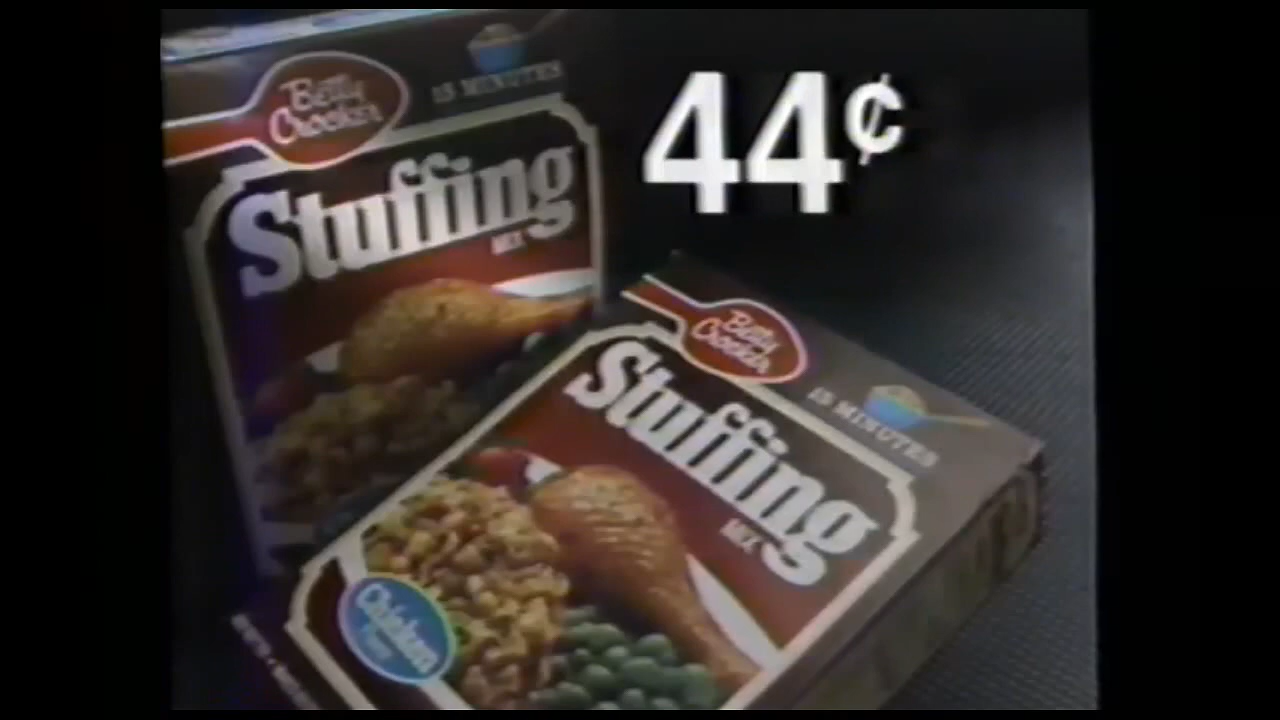 Betty
Crocker
15 MINUTES
Stuffing
MIX
44¢
Betty
Crocker
15 MINUTES
Stuffing
MIX
Chicken